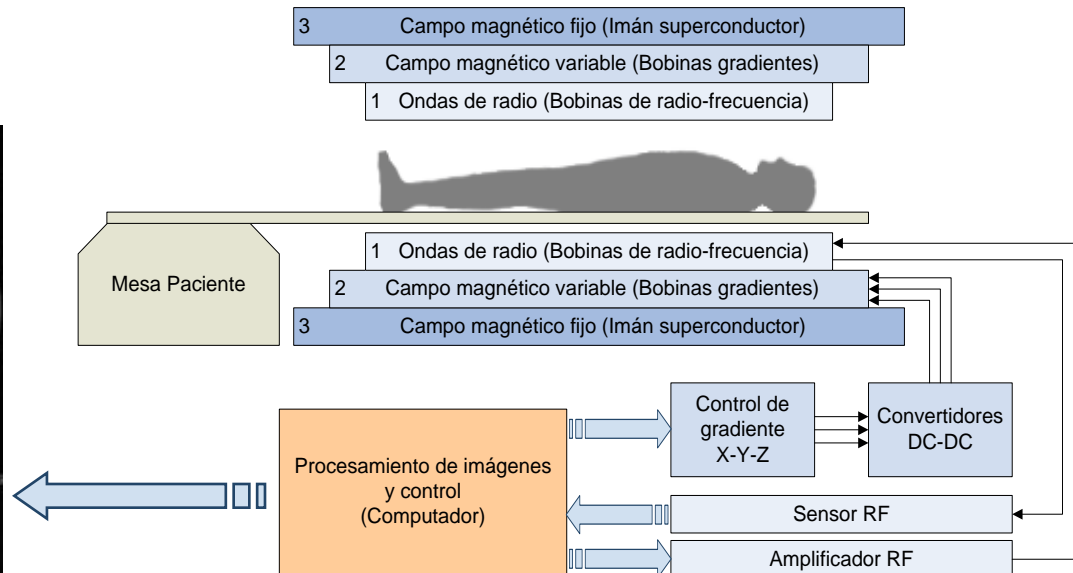 3 Campo magnético fijo (Imán superconductor)
2 Campo magnético variable (Bobinas gradientes)
1 Ondas de radio (Bobinas de radio-frecuencia)
1 Ondas de radio (Bobinas de radio-frecuencia)
Mesa Paciente
2 Campo magnético variable (Bobinas gradientes)
3 Campo magnético fijo (Imán superconductor)
Control de
gradiente
X-Y-Z
Convertidores
DC-DC
Procesamiento de imágenes
y control
(Computador)
Sensor RF
Amplificador RF